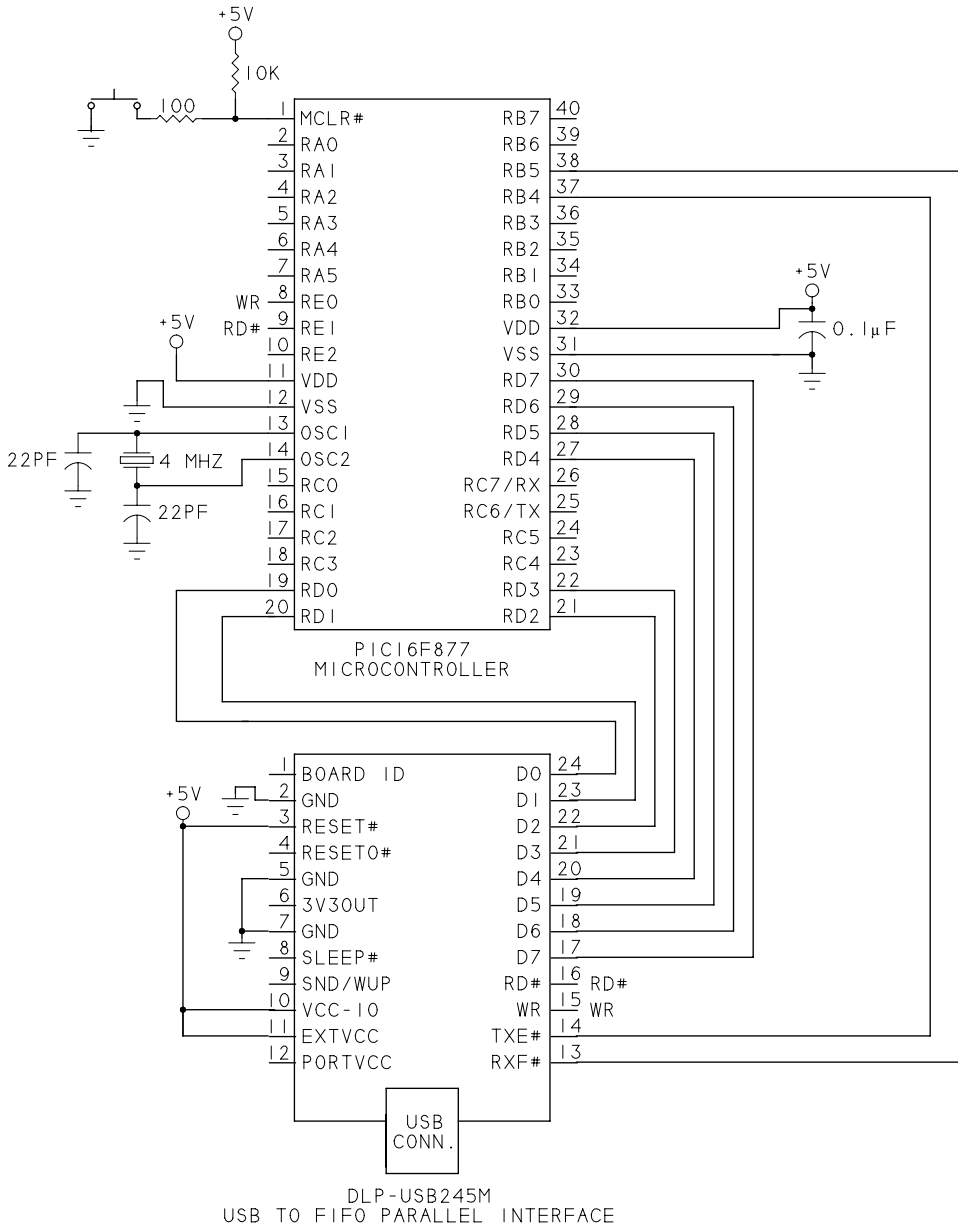 +5V
10K
100
1 MCLR# RB7 40
2 RA0 RB6 39
3 RA1 RB5 38
4 RA2 RB4 37
5 RA3 RB3 36
6 RA4 RB2 35
7 RA5 RB1 34
WR 8 RE0 RB0 33
RD# 9 RE1 VDD 32
10 RE2 VSS 31
11 VDD RD7 30
12 VSS RD6 29
13 OSC1 RD5 28
14 OSC2 RD4 27
15 RC0 RC7/RX 26
16 RC1 RC6/TX 25
17 RC2 RC5 24
18 RC3 RC4 23
19 RD0 RD3 22
20 RD1 RD2 21
+5V
0.1µF
+5V
22PF
4 MHZ
22PF
PIC16F877
MICROCONTROLLER
1 BOARD ID D0 24
2 GND D1 23
3 RESET# D2 22
4 RESETO# D3 21
5 GND D4 20
6 3V3OUT D5 19
7 GND D6 18
8 SLEEP# D7 17
9 SND/WUP RD# 16 RD#
10 VCC-IO WR 15 WR
11 EXTVCC TXE# 14
12 PORTVCC RXF# 13
+5V
USB
CONN.
DLP-USB245M
USB TO FIFO PARALLEL INTERFACE